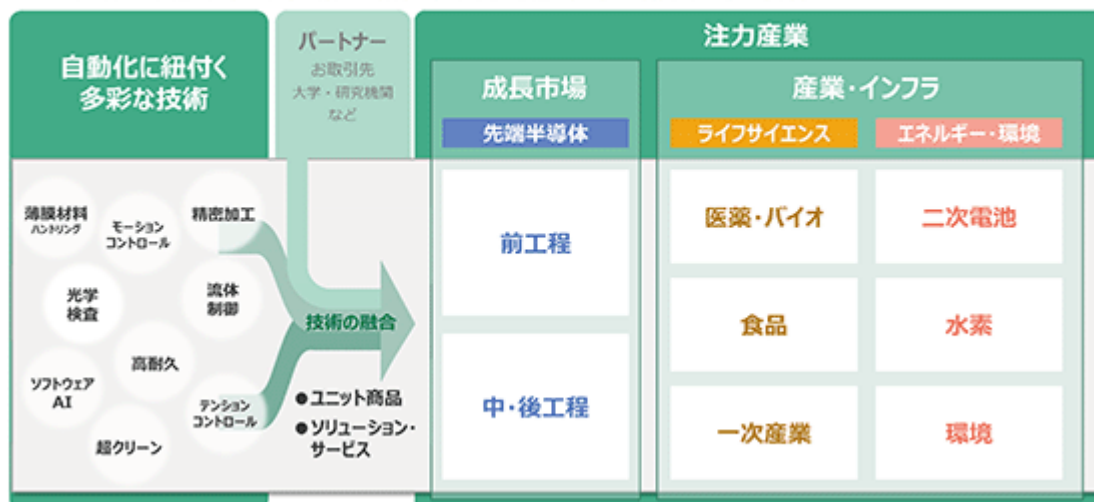 自動化に紐付く
多彩な技術
パートナー
お取引先
大学・研究機関
など
注力産業
成長市場
産業・インフラ
先端半導体
ライフサイエンス
エネルギー・環境
薄膜材料
ハンドリング
モーション
コントロール
精密加工
光学
検査
流体
制御
高耐久
ソフトウェア
AI
テンション
コントロール
超クリーン
技術の融合
●ユニット商品
●ソリューション・
サービス
前工程
中・後工程
医薬・バイオ
食品
一次産業
二次電池
水素
環境